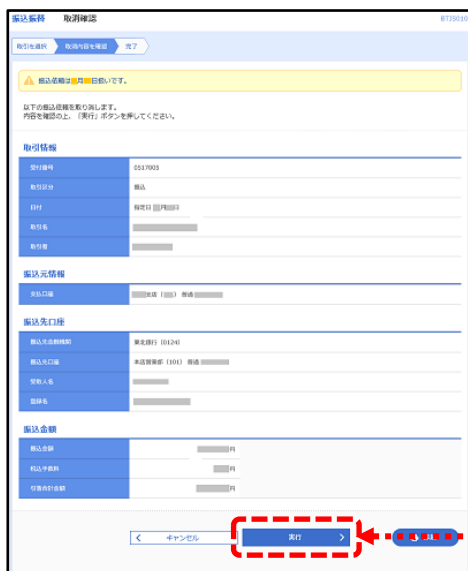 振込振替 取消確認 BTJS010
取引を選択 取消内容を確認 完了
振込依頼は 月 日扱いです。
以下の振込依頼を取り消します。
内容を確認の上、「実行」ボタンを押してください。
取引情報
受付番号 0517003
取引区分 振込
日付 指定日 月 日
取引名
取引者
振込元情報
支払口座 支店 ( ) 普通
振込先口座
振込先金融機関 東北銀行 (0124)
振込先口座 本店営業部 (101) 普通
受取人名
登録名
振込金額
振込金額 円
税込手数料 円
引落合計金額 円
キャンセル 実行